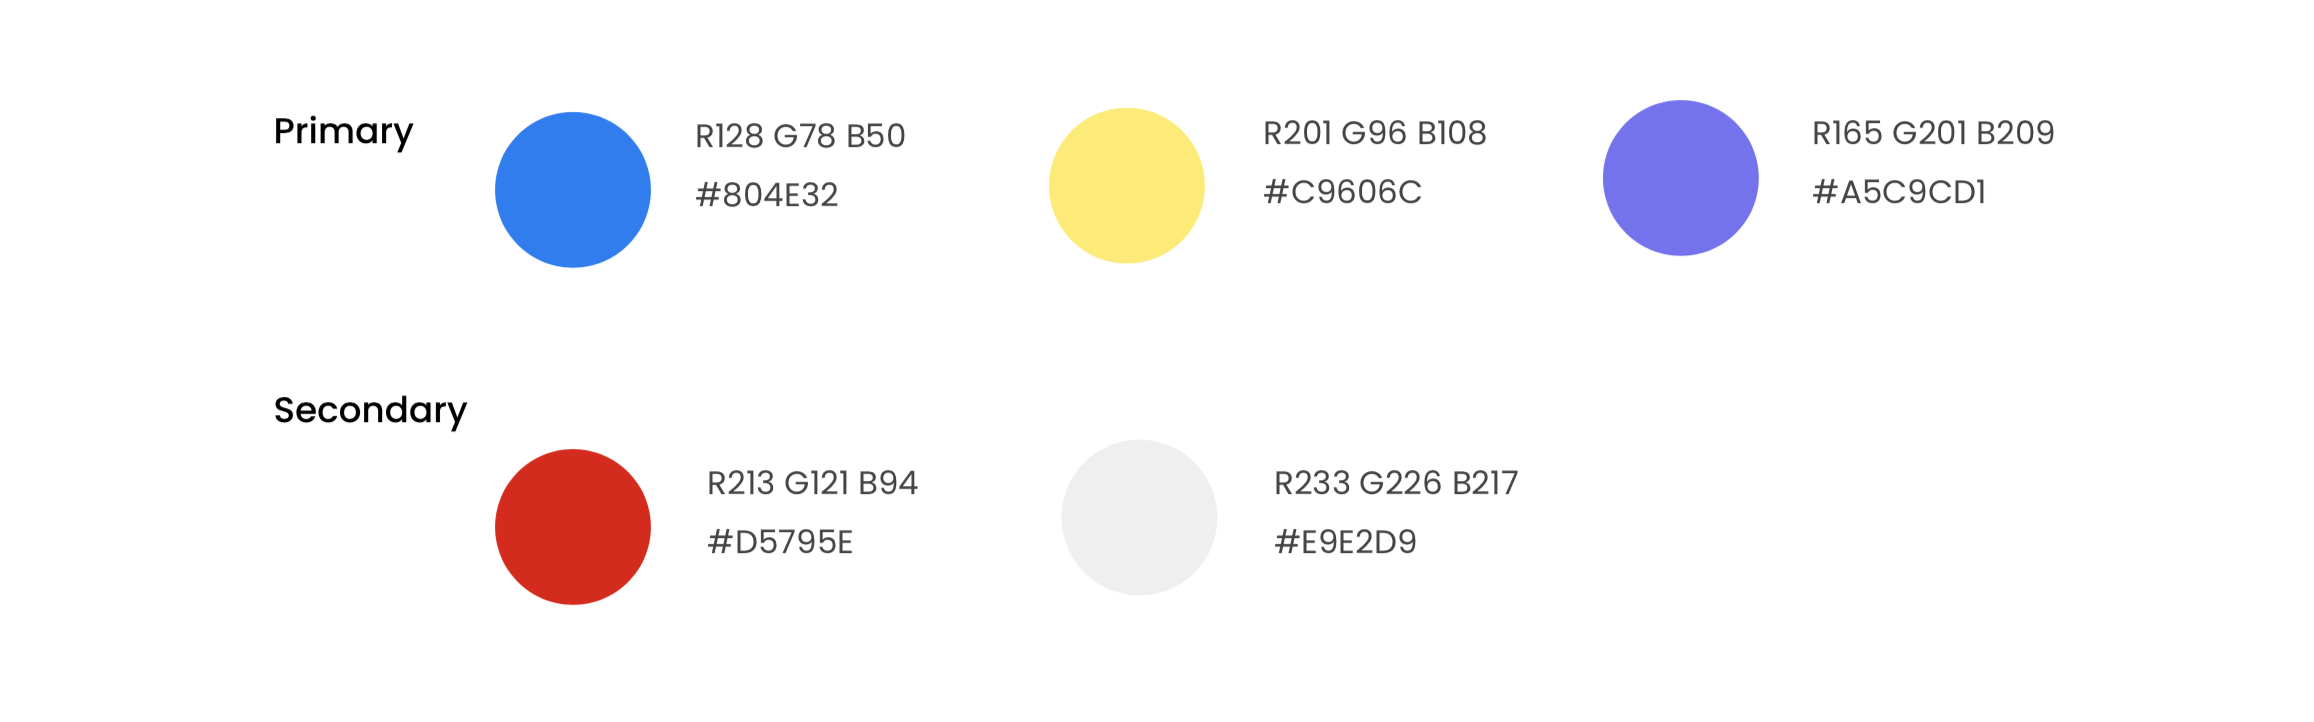 Primary
R128 G78 B50
#804E32
R201 G96 B108
#C9606C
R165 G201 B209
#A5C9CD1
Secondary
R213 G121 B94
#D5795E
R233 G226 B217
#E9E2D9